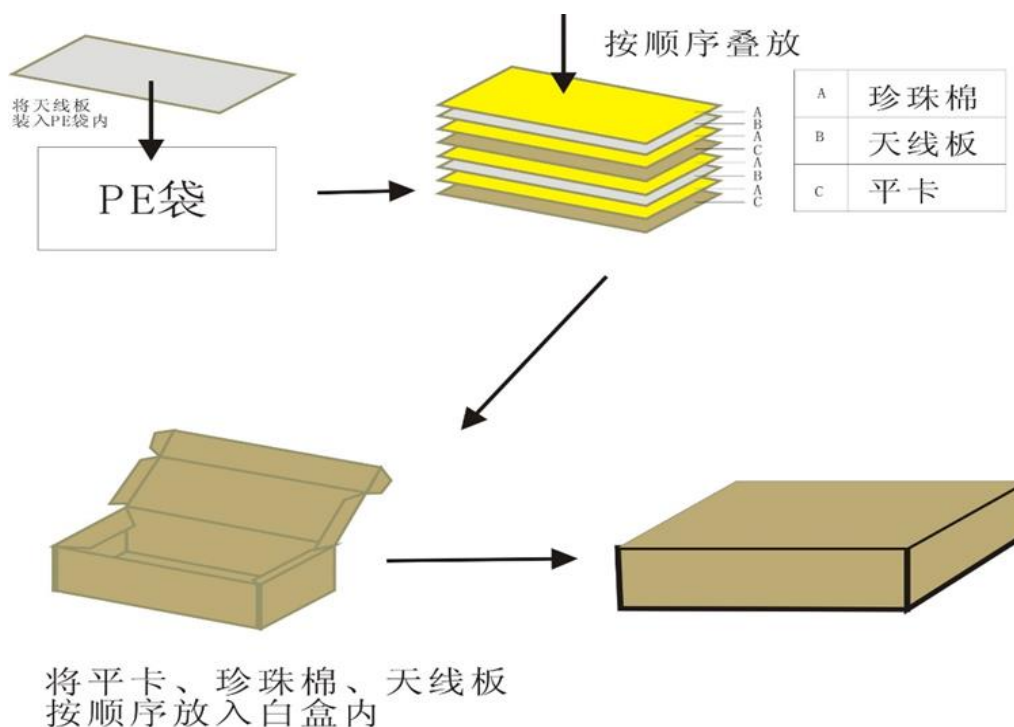 将天线板
装入PE袋内
PE袋
按顺序叠放
A
B
A
C
A
B
A
C
A 珍珠棉
B 天线板
C 平卡
将平卡、珍珠棉、天线板
按顺序放入白盒内